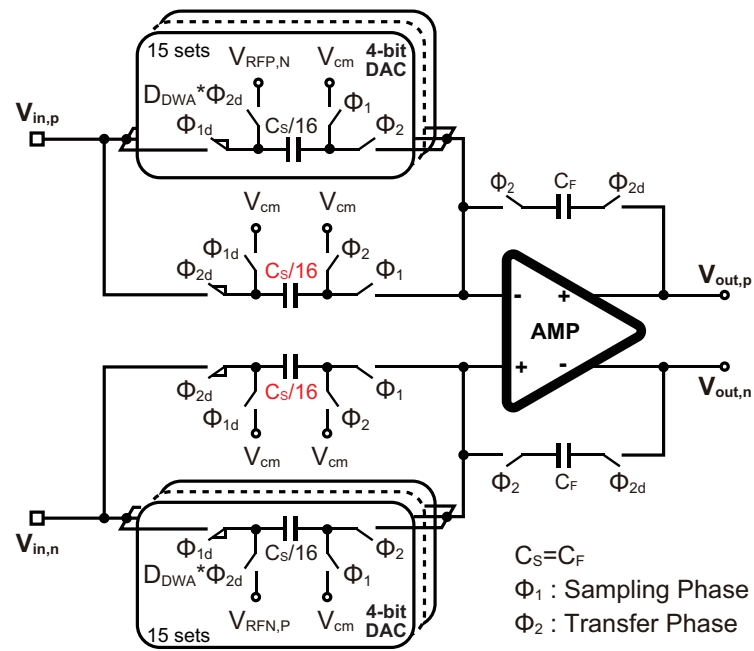 15 sets
4-bit
DAC
V_RFP,N
V_cm
D_DWA*Φ_2d
Φ_1
Φ_1d
C_S/16
Φ_2
V_in,p
V_cm
V_cm
Φ_1d
Φ_2
Φ_2d
C_S/16
Φ_1
Φ_2
C_F
Φ_2d
-
+
V_out,p
AMP
+
-
V_out,n
Φ_2d
C_S/16
Φ_1
Φ_1d
Φ_2
V_cm
V_cm
Φ_2
C_F
Φ_2d
V_in,n
Φ_1d
C_S/16
Φ_2
D_DWA*Φ_2d
Φ_1
V_RFN,P
V_cm
4-bit
DAC
15 sets
C_S=C_F
Φ_1 : Sampling Phase
Φ_2 : Transfer Phase